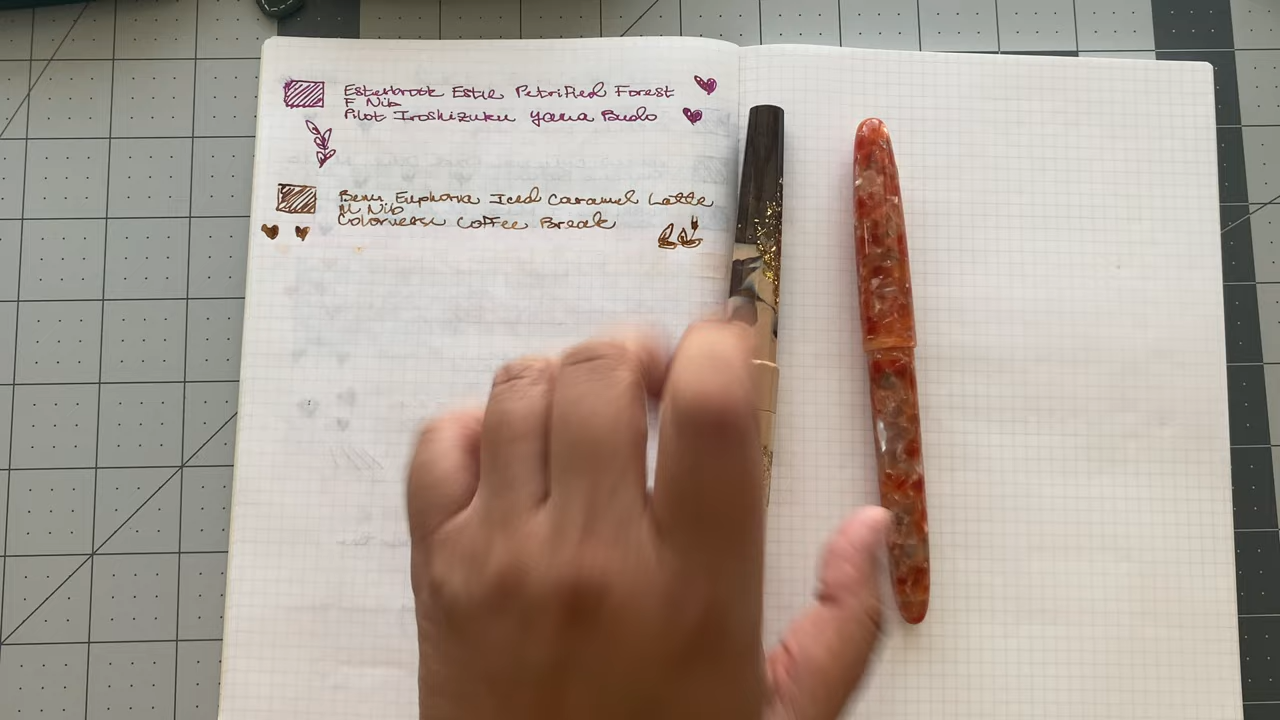 Esterbrook Estie Petrified Forest
F Nib
Pilot Iroshizuku Yama Budo
Benu Euphoria Iced Caramel Latte
M Nib
Colorverse Coffee Break